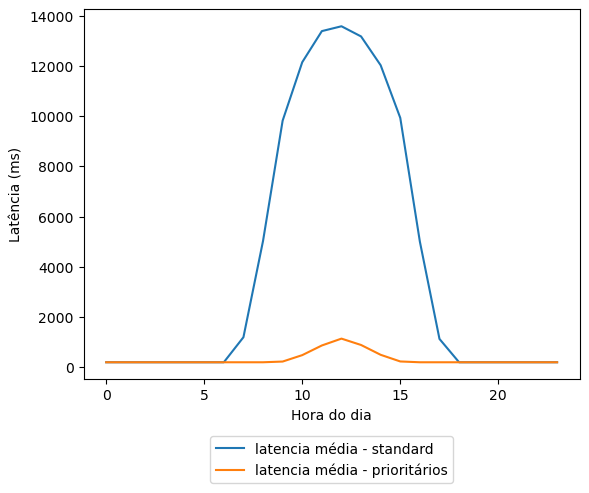 14000
12000
10000
8000
6000
4000
2000
0
Latência (ms)
0 5 10 15 20
Hora do dia
latencia média - standard
latencia média - prioritários